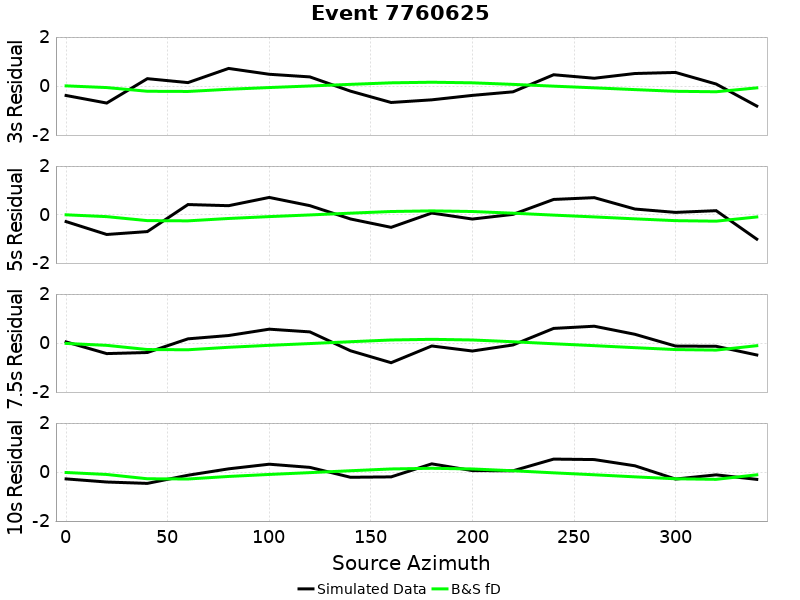 Event 7760625
3s Residual
2
0
-2
5s Residual
2
0
-2
7.5s Residual
2
0
-2
10s Residual
2
0
-2
0 50 100 150 200 250 300
Source Azimuth
Simulated Data B&S fD